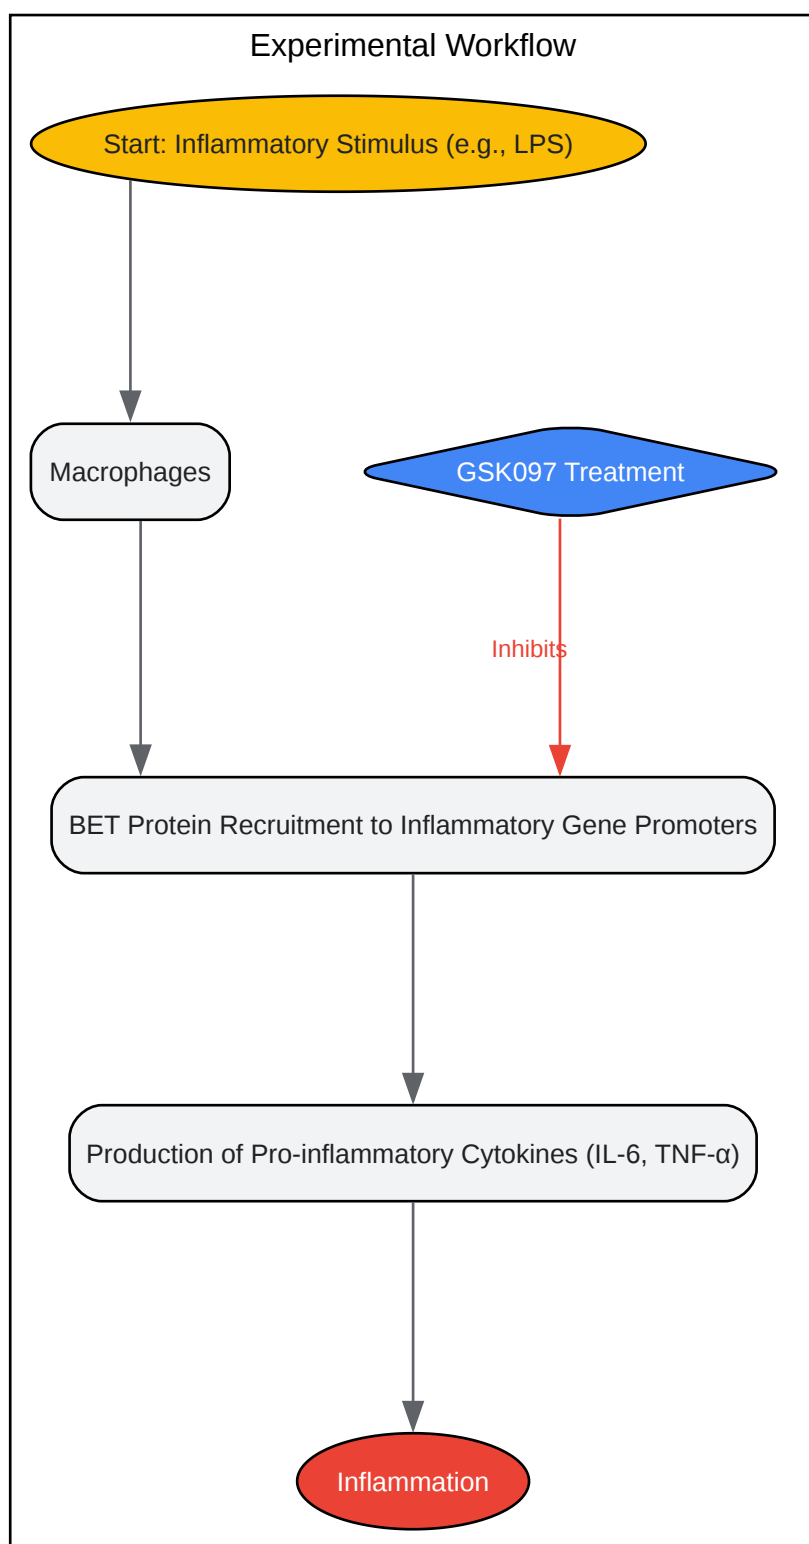 Experimental Workflow
Start: Inflammatory Stimulus (e.g., LPS)
Macrophages
GSK097 Treatment
Inhibits
BET Protein Recruitment to Inflammatory Gene Promoters
Production of Pro-inflammatory Cytokines (IL-6, TNF-α)
Inflammation